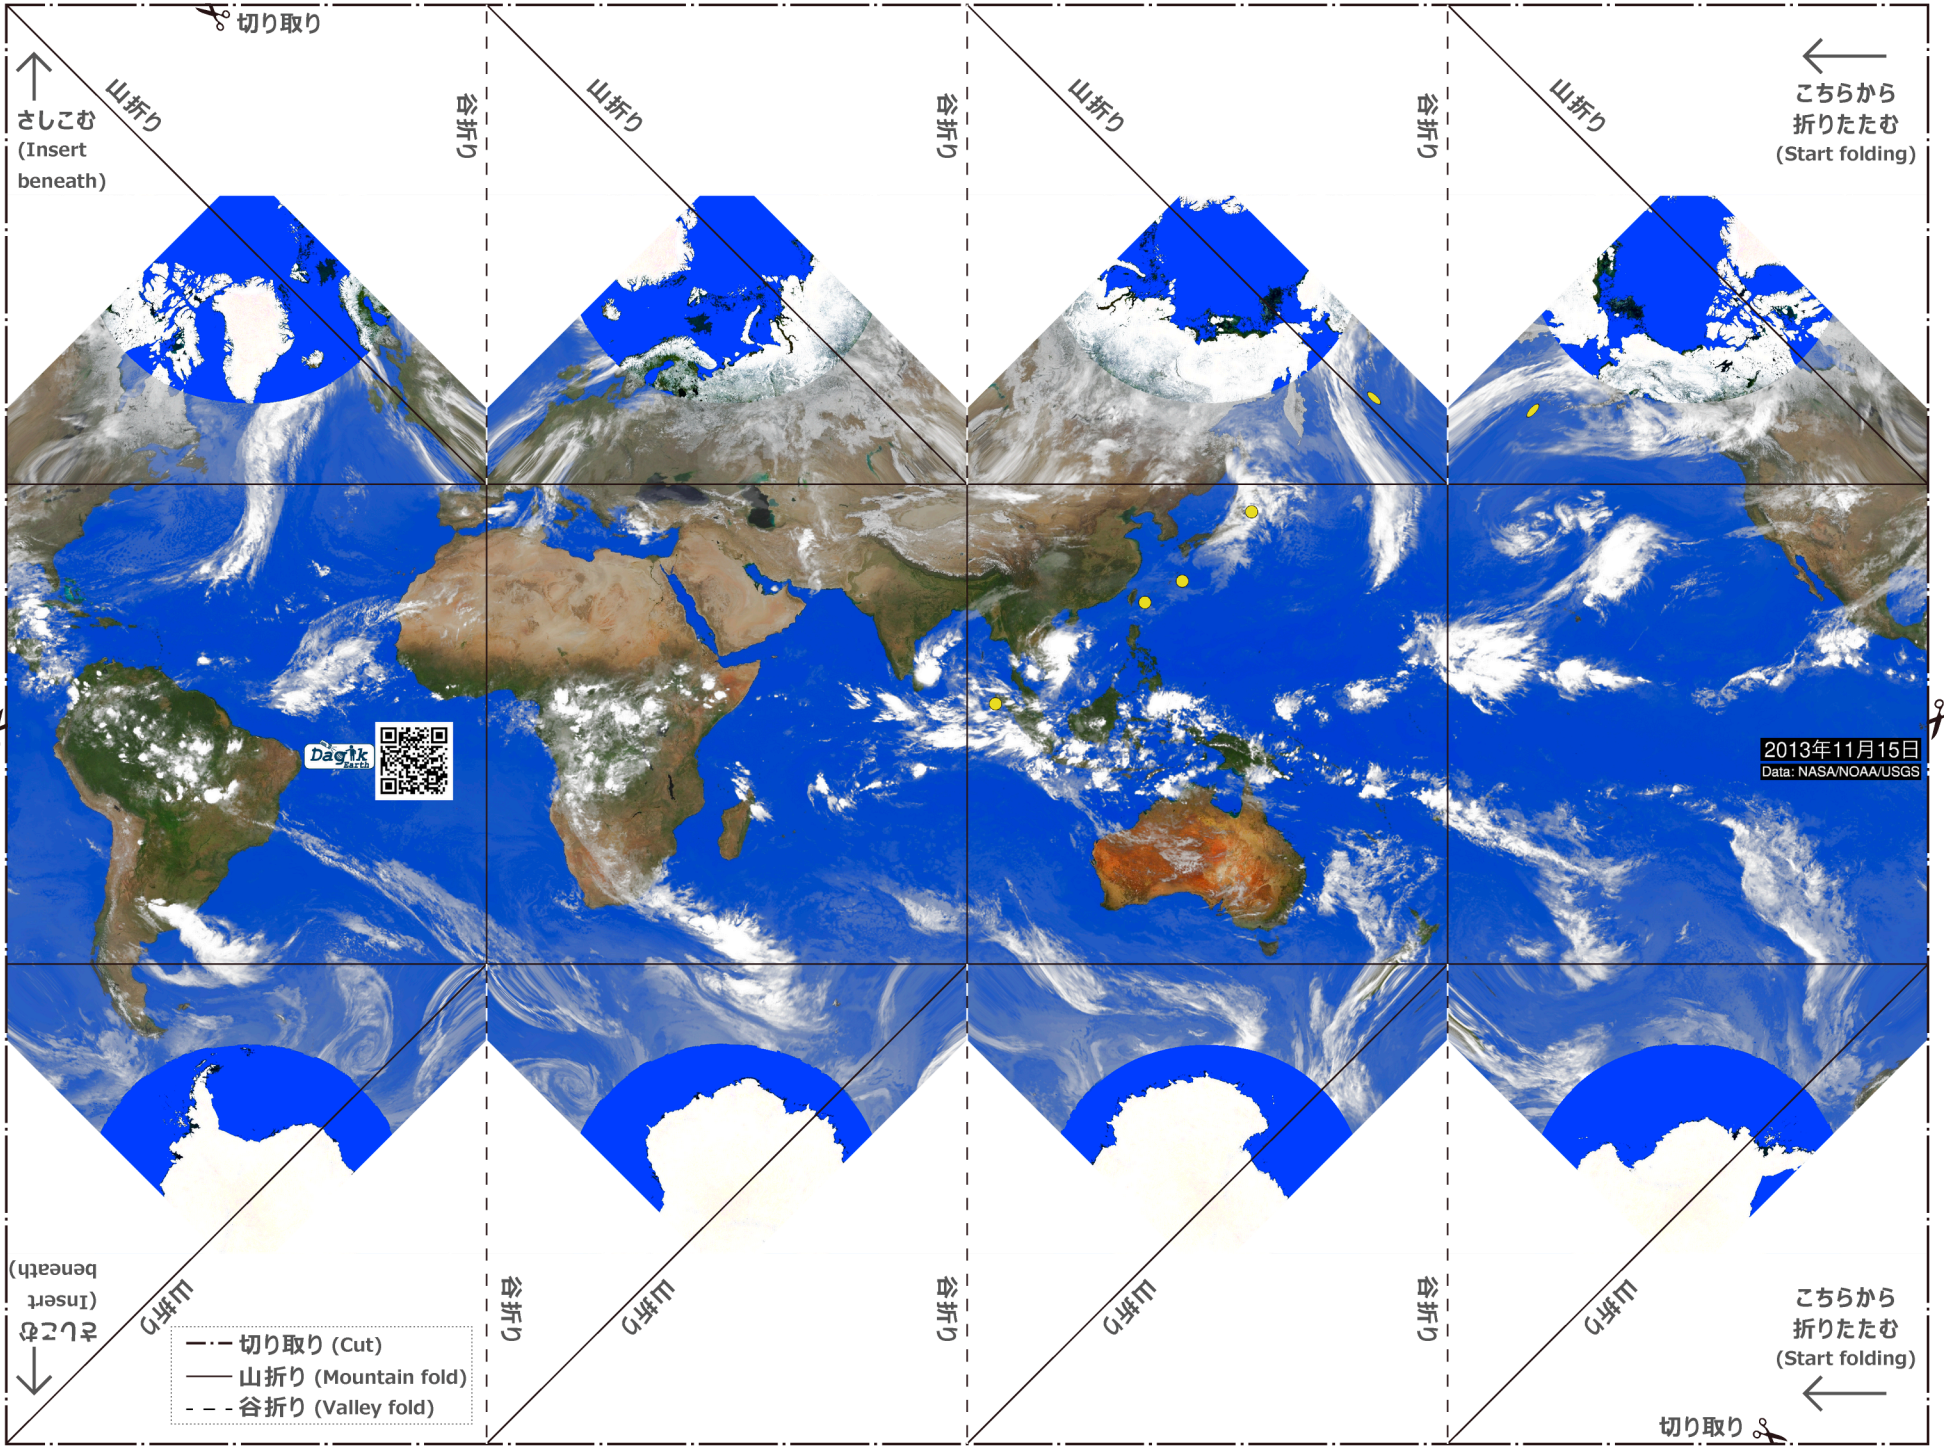 切り取り
山折り
谷折り
山折り
谷折り
山折り
谷折り
山折り
さしこむ
(Insert
beneath)
こちらから
折りたたむ
(Start folding)
Dagik
Earth
2013年11月15日
Data: NASA/NOAA/USGS
さしこむ
(Insert
beneath)
山折り
谷折り
山折り
谷折り
山折り
谷折り
山折り
切り取り (Cut)
山折り (Mountain fold)
谷折り (Valley fold)
こちらから
折りたたむ
(Start folding)
切り取り